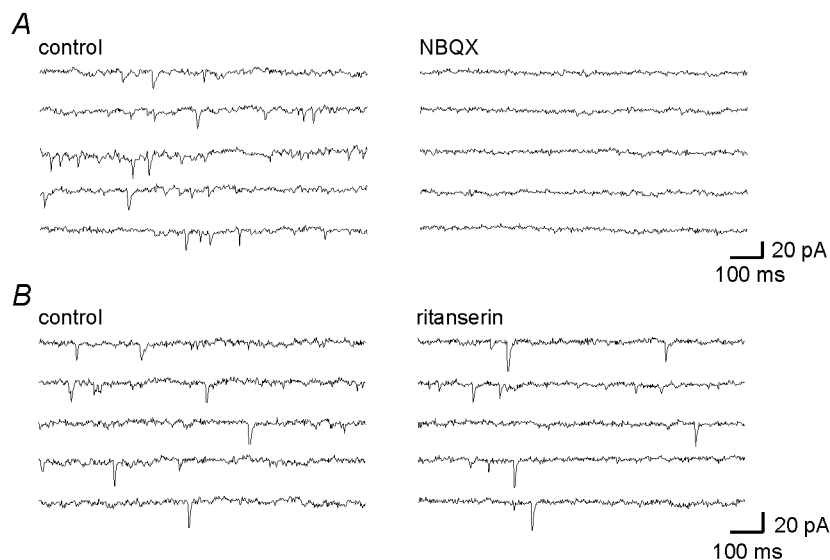 A
control
NBQX
20 pA
100 ms
B
control
ritanserin
20 pA
100 ms